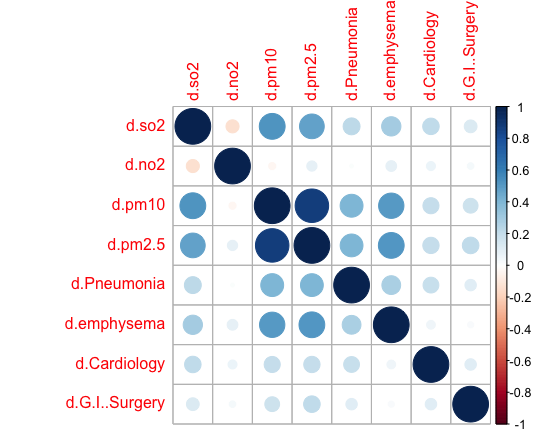 d.so2
d.no2
d.pm10
d.pm2.5
d.Pneumonia
d.emphysema
d.Cardiology
d.G.I..Surgery
d.so2
d.no2
d.pm10
d.pm2.5
d.Pneumonia
d.emphysema
d.Cardiology
d.G.I..Surgery
1
0.8
0.6
0.4
0.2
0
-0.2
-0.4
-0.6
-0.8
-1